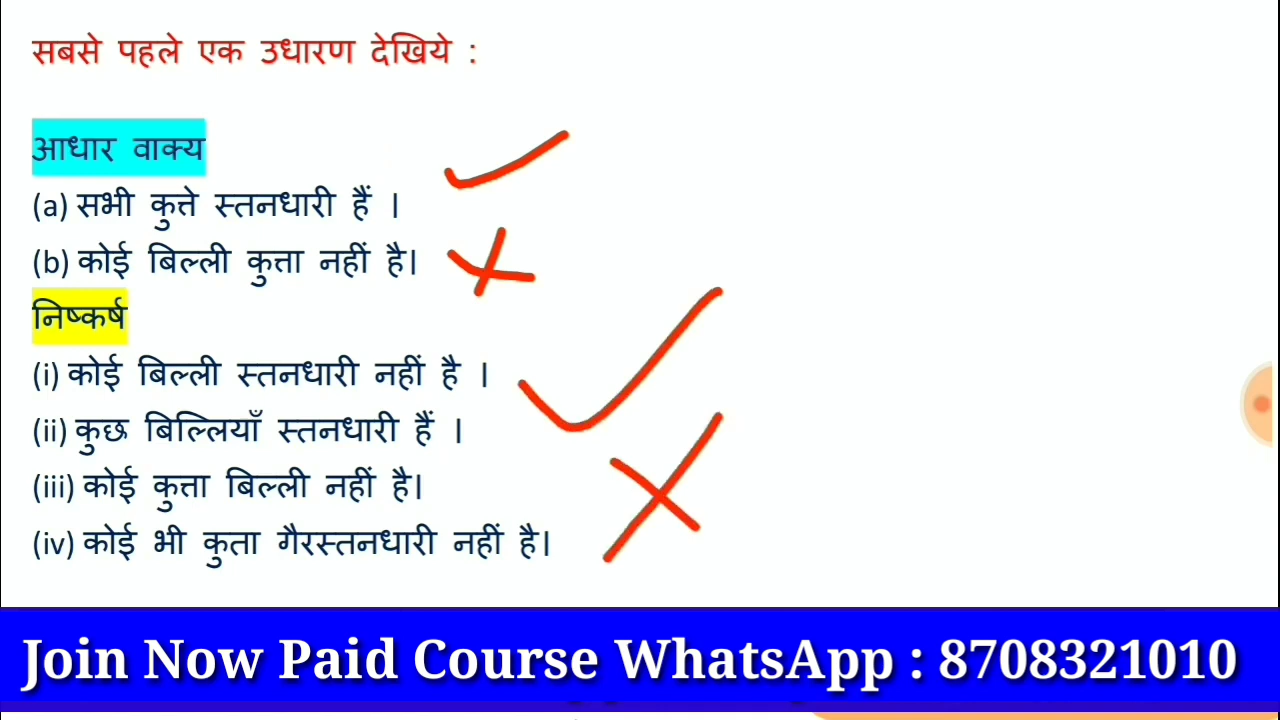 सबसे पहले एक उधारण देखिये :
आधार वाक्य
(a) सभी कुत्ते स्तनधारी हैं ।
(b) कोई बिल्ली कुत्ता नहीं है।
निष्कर्ष
(i) कोई बिल्ली स्तनधारी नहीं है ।
(ii) कुछ बिल्लियाँ स्तनधारी हैं ।
(iii) कोई कुत्ता बिल्ली नहीं है।
(iv) कोई भी कुता गैरस्तनधारी नहीं है।
Join Now Paid Course WhatsApp : 8708321010